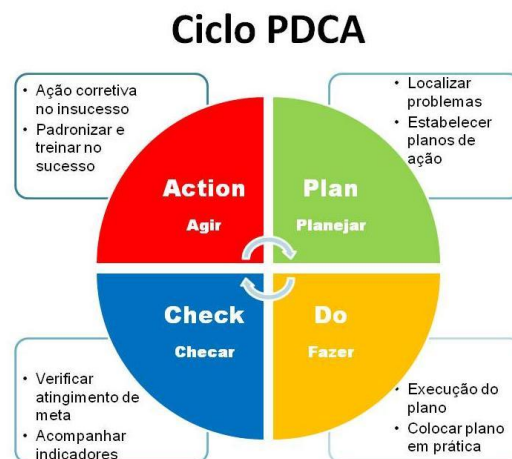 Ciclo PDCA
• Ação corretiva
no insucesso
• Padronizar e
treinar no
sucesso
• Localizar
problemas
• Estabelecer
planos de
ação
Action
Agir
Plan
Planejar
Check
Checar
Do
Fazer
• Verificar
atingimento de
meta
• Acompanhar
indicadores
• Execução do
plano
• Colocar plano
em prática